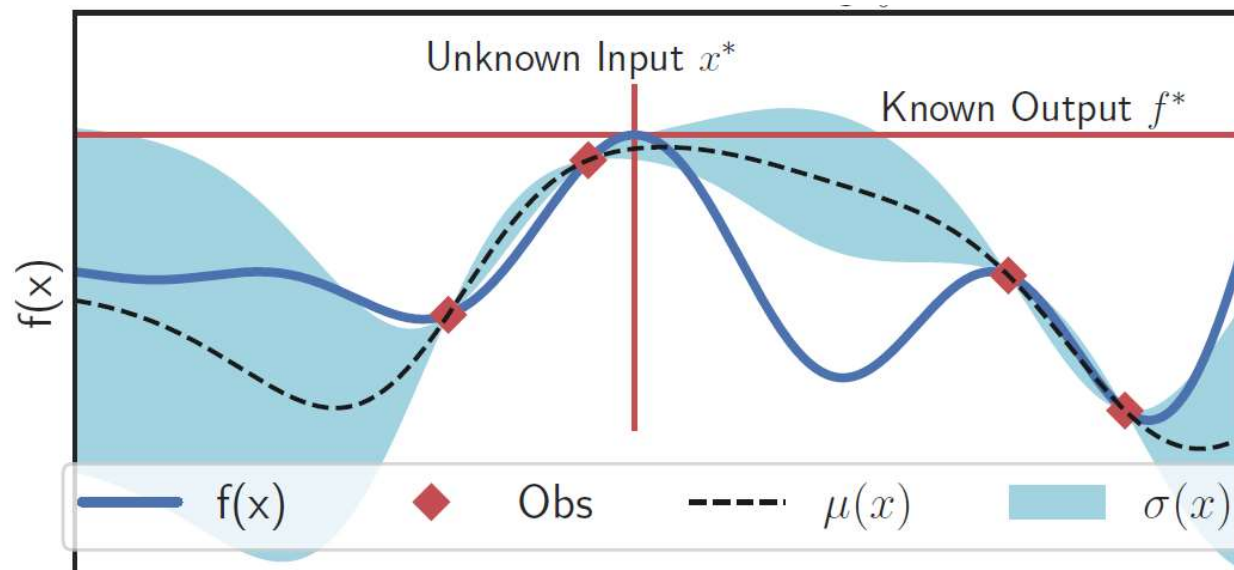 Unknown Input x*
Known Output f*
f(x)
f(x) Obs μ(x) σ(x)